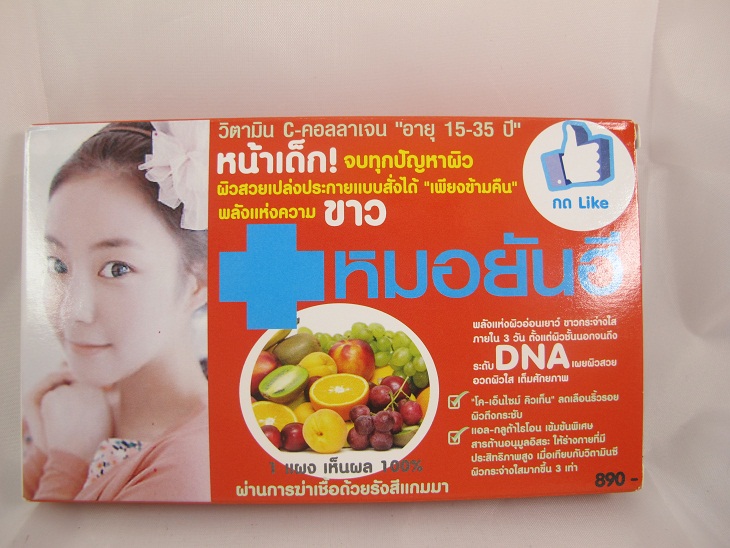 วิตามิน C-คอลลาเจน "อายุ 15-35 ปี"
หน้าเด็ก! จบทุกปัญหาผิว
ผิวสวยเปล่งประกายแบบสั่งได้ "เพียงข้ามคืน"
พลังแห่งความ ขาว
กด Like
หมอยันฮี
พลังแห่งผิวอ่อนเยาว์ ขาวกระจ่างใส
ภายใน 3 วัน ตั้งแต่ผิวชั้นนอกจนถึง
ระดับ DNA เผยผิวสวย
อวดผิวใส เต็มศักยภาพ
"โค-เอ็นไซม์ คิวเท็น" ลดเลือนริ้วรอย
ผิวตึงกระชับ
แอล-กลูต้าไธโอน เข้มข้นพิเศษ
สารต้านอนุมูลอิสระ ให้ร่างกายที่มี
ประสิทธิภาพสูง เมื่อเทียบกับวิตามินซี
ผิวกระจ่างใสมากขึ้น 3 เท่า
1 แผง เห็นผล 100%
ผ่านการฆ่าเชื้อด้วยรังสีแกมมา
890 -